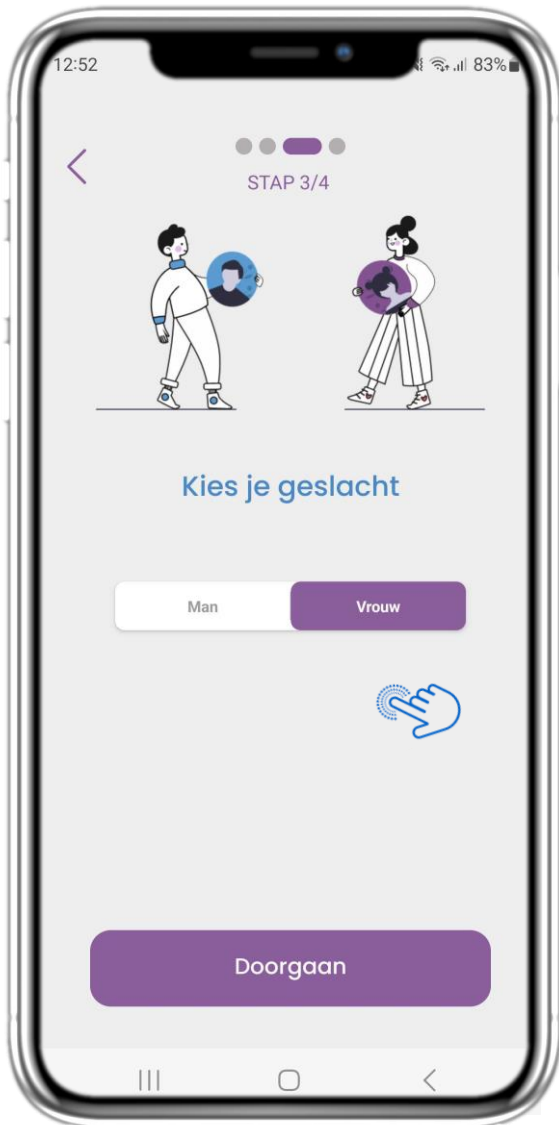 12:52
83%
STAP 3/4
Kies je geslacht
Man
Vrouw
Doorgaan